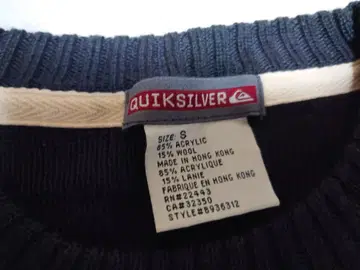 QUIKSILVER
SIZE: S
85% ACRYLIC
15% WOOL
MADE IN HONG KONG
85% ACRYLIQUE
15% LANIE
FABRIQUE EN HONG KONG
RN#22443
CA#32350
STYLE#8936312